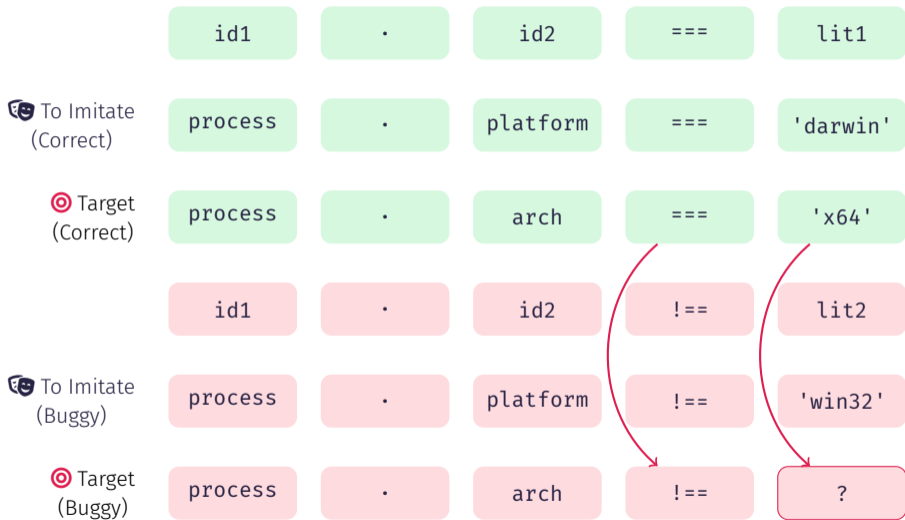 id1 . id2 === lit1
To Imitate
(Correct)
process . platform === 'darwin'
Target
(Correct)
process . arch === 'x64'
id1 . id2 !== lit2
To Imitate
(Buggy)
process . platform !== 'win32'
Target
(Buggy)
process . arch !== ?